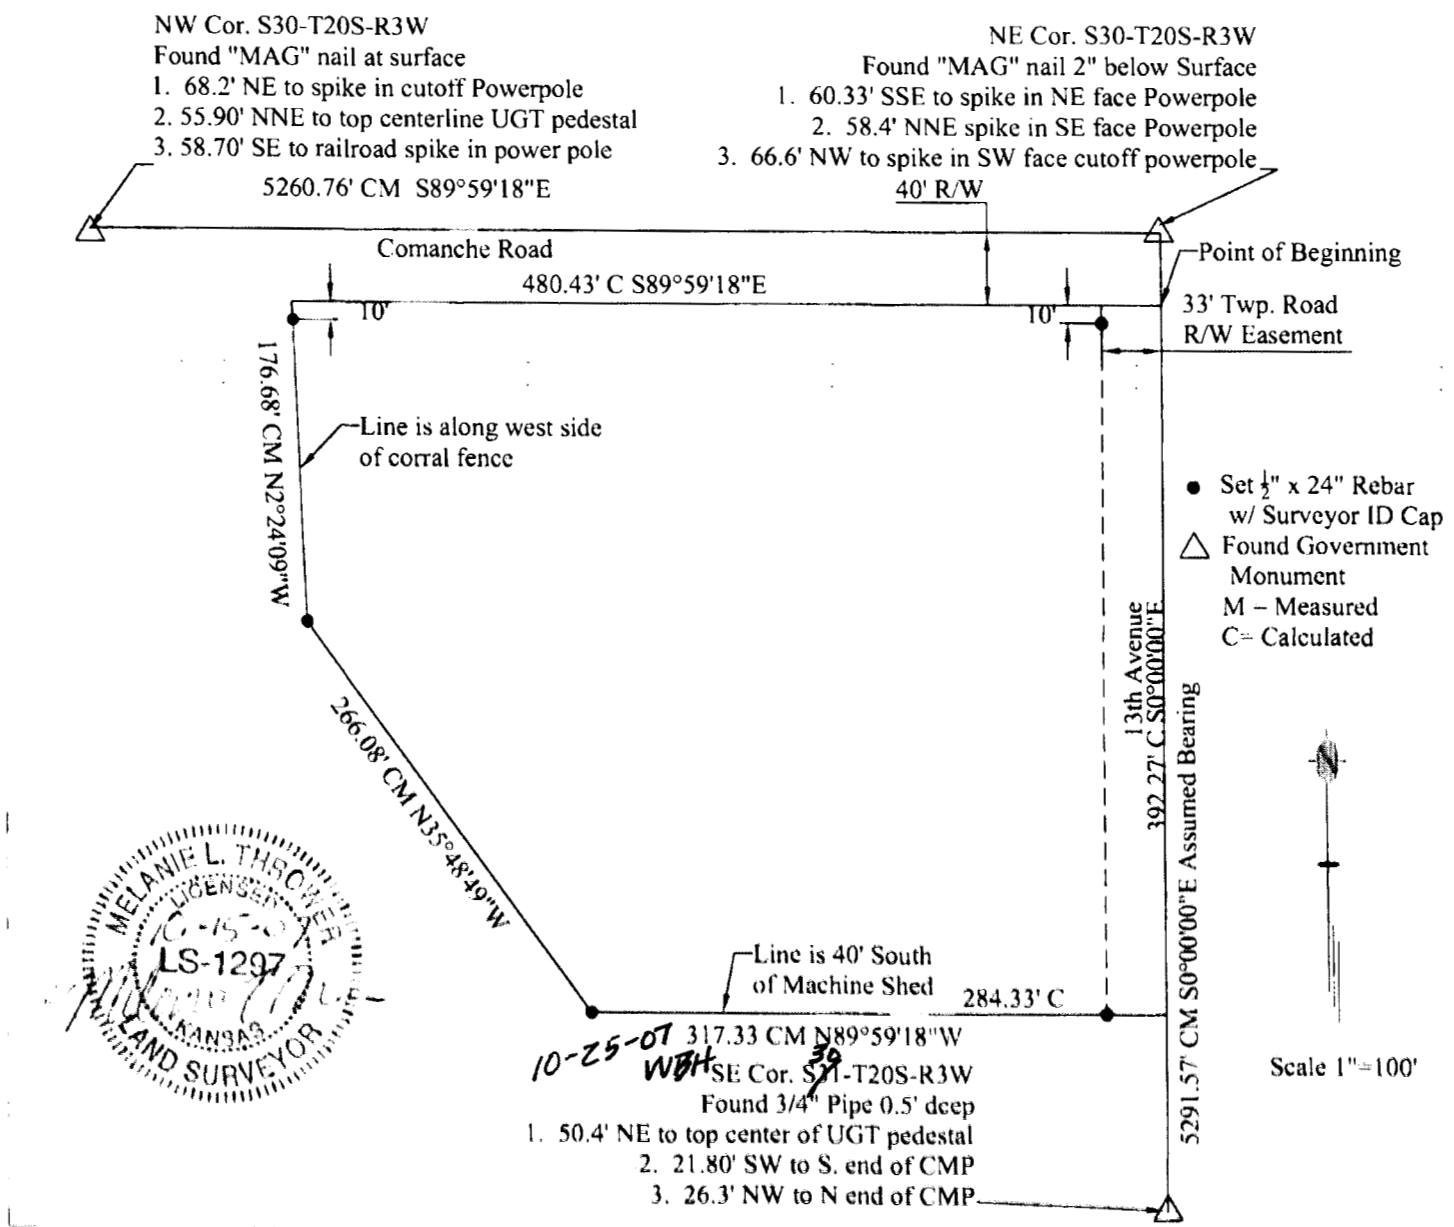 NW Cor. S30-T20S-R3W
Found "MAG" nail at surface
1. 68.2' NE to spike in cutoff Powerpole
2. 55.90' NNE to top centerline UGT pedestal
3. 58.70' SE to railroad spike in power pole
5260.76' CM S89°59'18"E
NE Cor. S30-T20S-R3W
Found "MAG" nail 2" below Surface
1. 60.33' SSE to spike in NE face Powerpole
2. 58.4' NNE spike in SE face Powerpole
3. 66.6' NW to spike in SW face cutoff powerpole
40' R/W
Comanche Road
Point of Beginning
480.43' C S89°59'18"E
10'
10'
33' Twp. Road
R/W Easement
176.68' CM N2°24'09"W
Line is along west side
of corral fence
Set ½" x 24" Rebar
w/ Surveyor ID Cap
Found Government
Monument
M – Measured
C= Calculated
13th Avenue
392.27' C S0°00'00"E
5291.57' CM S0°00'00"E Assumed Bearing
266.08' CM N35°48'49"W
N
MELANIE L. THROWER
LICENSED
LS-1297
KANSAS
LAND SURVEYOR
Line is 40' South
of Machine Shed
284.33' C
317.33 CM N89°59'18"W
10-25-07
WBH
30
SE Cor. S31-T20S-R3W
Found 3/4" Pipe 0.5' deep
1. 50.4' NE to top center of UGT pedestal
2. 21.80' SW to S. end of CMP
3. 26.3' NW to N end of CMP
Scale 1"=100'